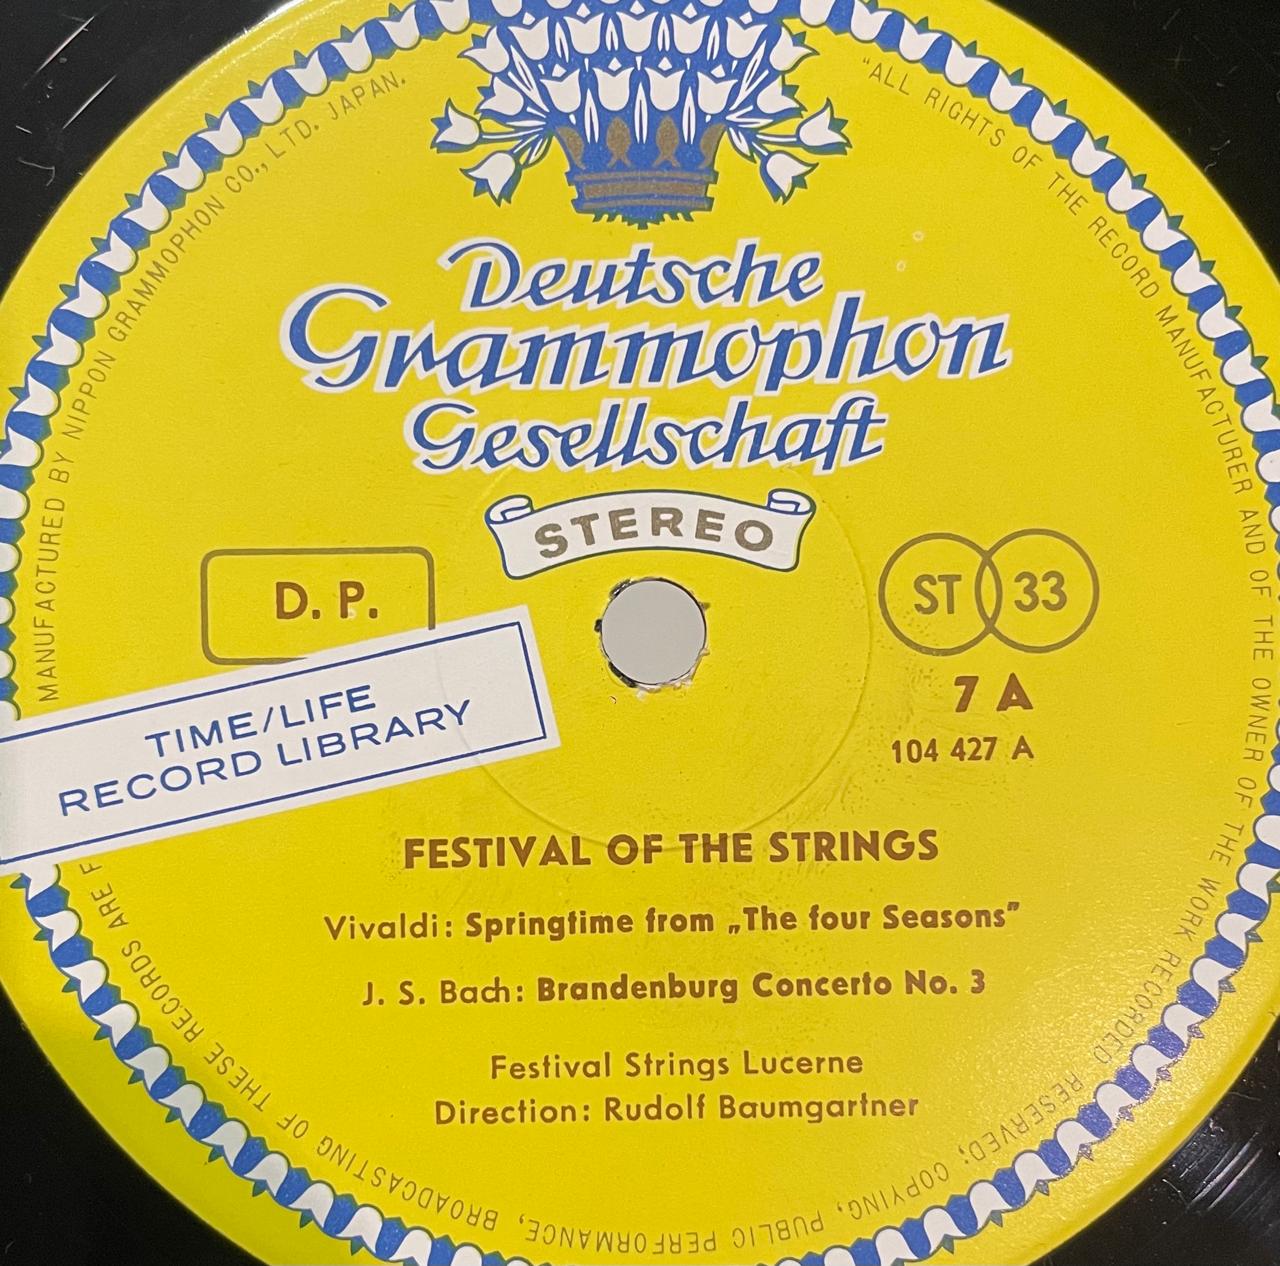 Deutsche
Grammophon
Gesellschaft
STEREO
D. P.
ST 33
7 A
104 427 A
TIME/LIFE
RECORD LIBRARY
FESTIVAL OF THE STRINGS
Vivaldi: Springtime from „The four Seasons”
J. S. Bach: Brandenburg Concerto No. 3
Festival Strings Lucerne
Direction: Rudolf Baumgartner
MANUFACTURED BY NIPPON GRAMMOPHON CO., LTD. JAPAN.
“ALL RIGHTS OF THE RECORD MANUFACTURER AND OF THE OWNER OF THE WORK RECORDED RESERVED; COPYING, PUBLIC PERFORMANCE, BROADCASTING OF THESE RECORDS ARE